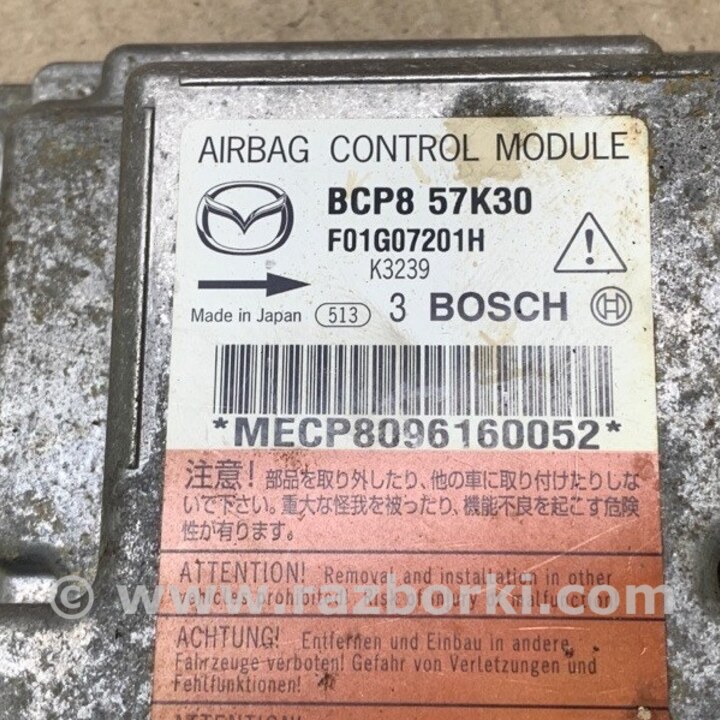 AIRBAG CONTROL MODULE
BCP8 57K30
F01G07201H
K3239
Made in Japan 513 3 BOSCH
*MECP8096160052*
注意! 部品を取り外したり、他の車に取り付けたりしな
いで下さい。重大な怪我を被ったり、機能不良を起こす危険
性が有ります。
ATTENTION! Removal and installation in other
vehicles prohibited
© www.razborki.com
ACHTUNG! Entfernen und Einbau in andere
Fahrzeuge verboten! Gefahr von Verletzungen und
Fehlfunktionen!